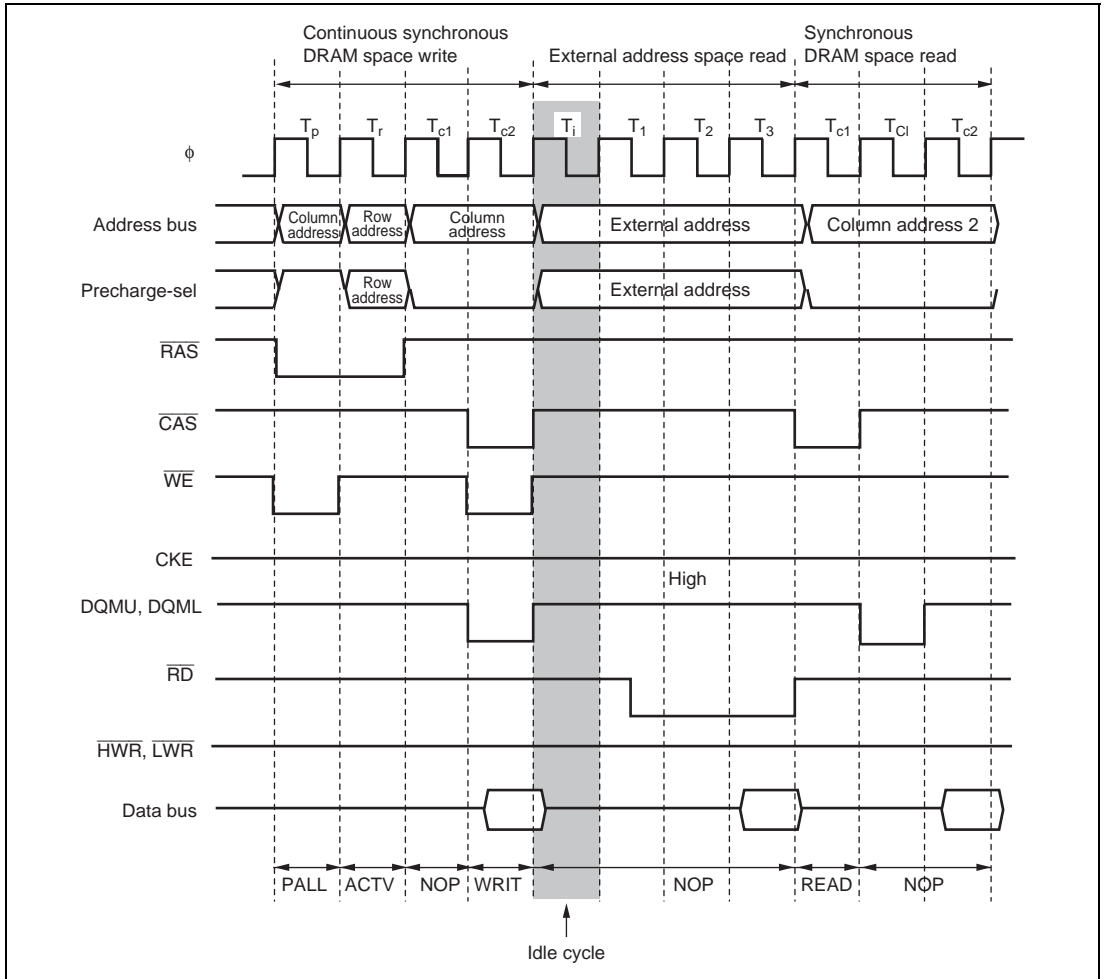 Continuous synchronous
DRAM space write
External address space read
Synchronous
DRAM space read
Tp Tr Tc1 Tc2 Ti T1 T2 T3 Tc1 TCl Tc2
ϕ
Address bus
Column address
Row address
Column address
External address
Column address 2
Precharge-sel
Row address
External address
RAS
CAS
WE
CKE
High
DQMU, DQML
RD
HWR, LWR
Data bus
PALL ACTV NOP WRIT NOP READ NOP
Idle cycle